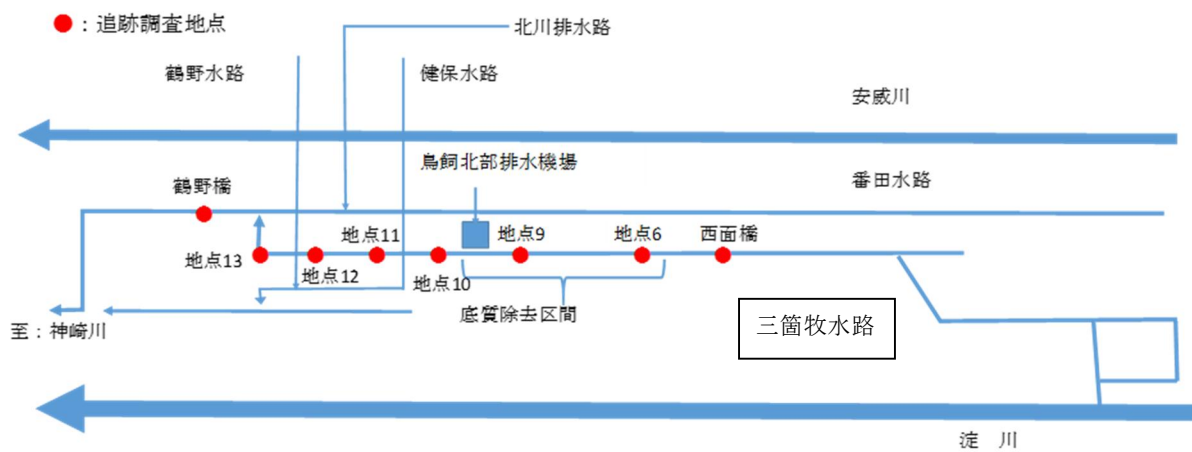 ●：追跡調査地点
北川排水路
鶴野水路
健保水路
安威川
鳥飼北部排水機場
鶴野橋
番田水路
地点11
地点9
地点6
西面橋
地点13
地点12
地点10
底質除去区間
三箇牧水路
至：神崎川
淀　川